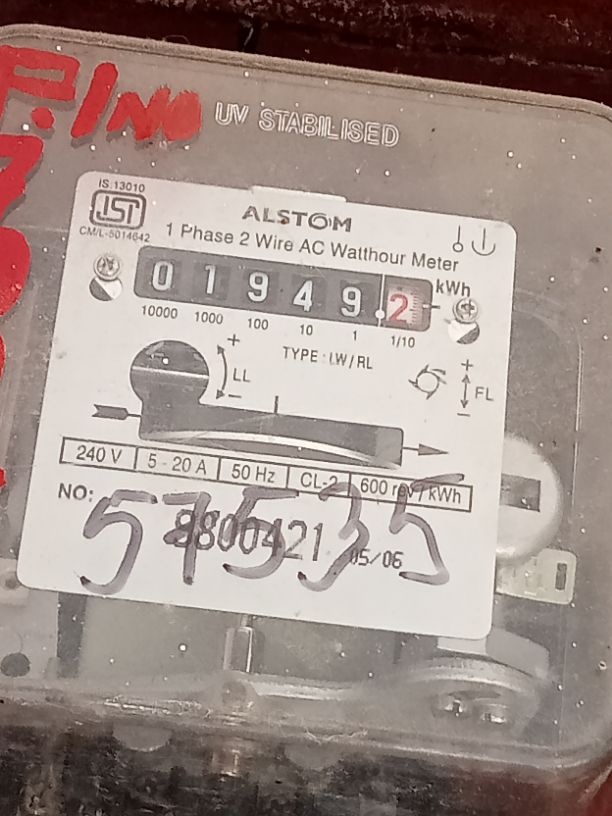 P.INO
UV STABILISED
IS.13010
ISI
CM/L-5014642
ALSTOM
1 Phase 2 Wire AC Watthour Meter
0 1 9 4 9 . 2 kWh
10000 1000 100 10 1 1/10
TYPE : LW/RL
+ LL −
+ FL −
240 V 5 - 20 A 50 Hz CL-2 600 rev/kWh
NO:
8800421 05/06
57535